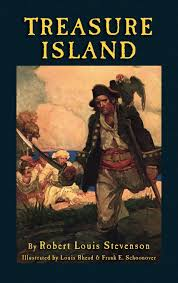 TREASURE
ISLAND
By Robert Louis Stevenson
Illustrated by Louis Rhead & Frank E. Schoonover